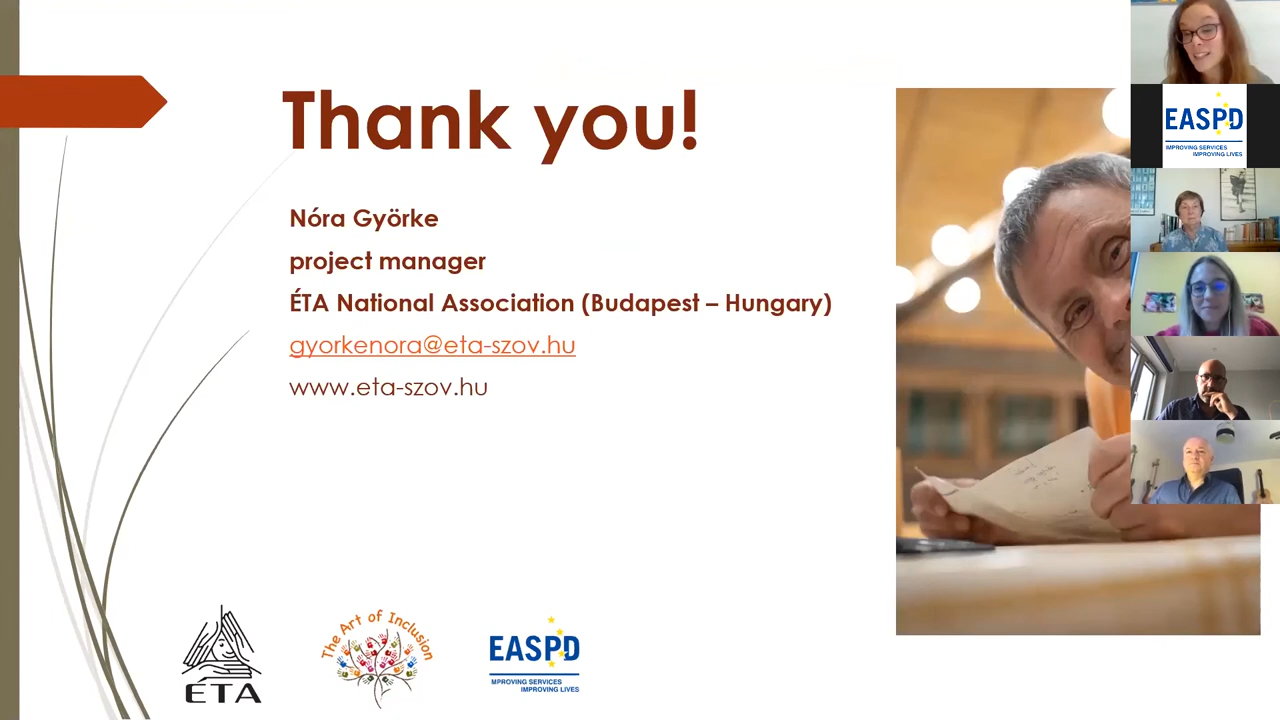 Thank you!
Nóra Györke
project manager
ÉTA National Association (Budapest – Hungary)
gyorkenora@eta-szov.hu
www.eta-szov.hu
ÉTA
The Art of Inclusion
EASPD
MPROVING SERVICES
IMPROVING LIVES
EASPD
IMPROVING SERVICES
IMPROVING LIVES